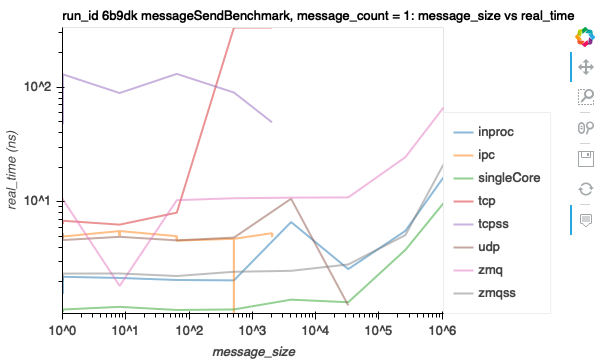 run_id 6b9dk messageSendBenchmark, message_count = 1: message_size vs real_time
real_time (ns)
10^2
10^1
10^0
10^1
10^2
10^3
10^4
10^5
10^6
message_size
inproc
ipc
singleCore
tcp
tcpss
udp
zmq
zmqss